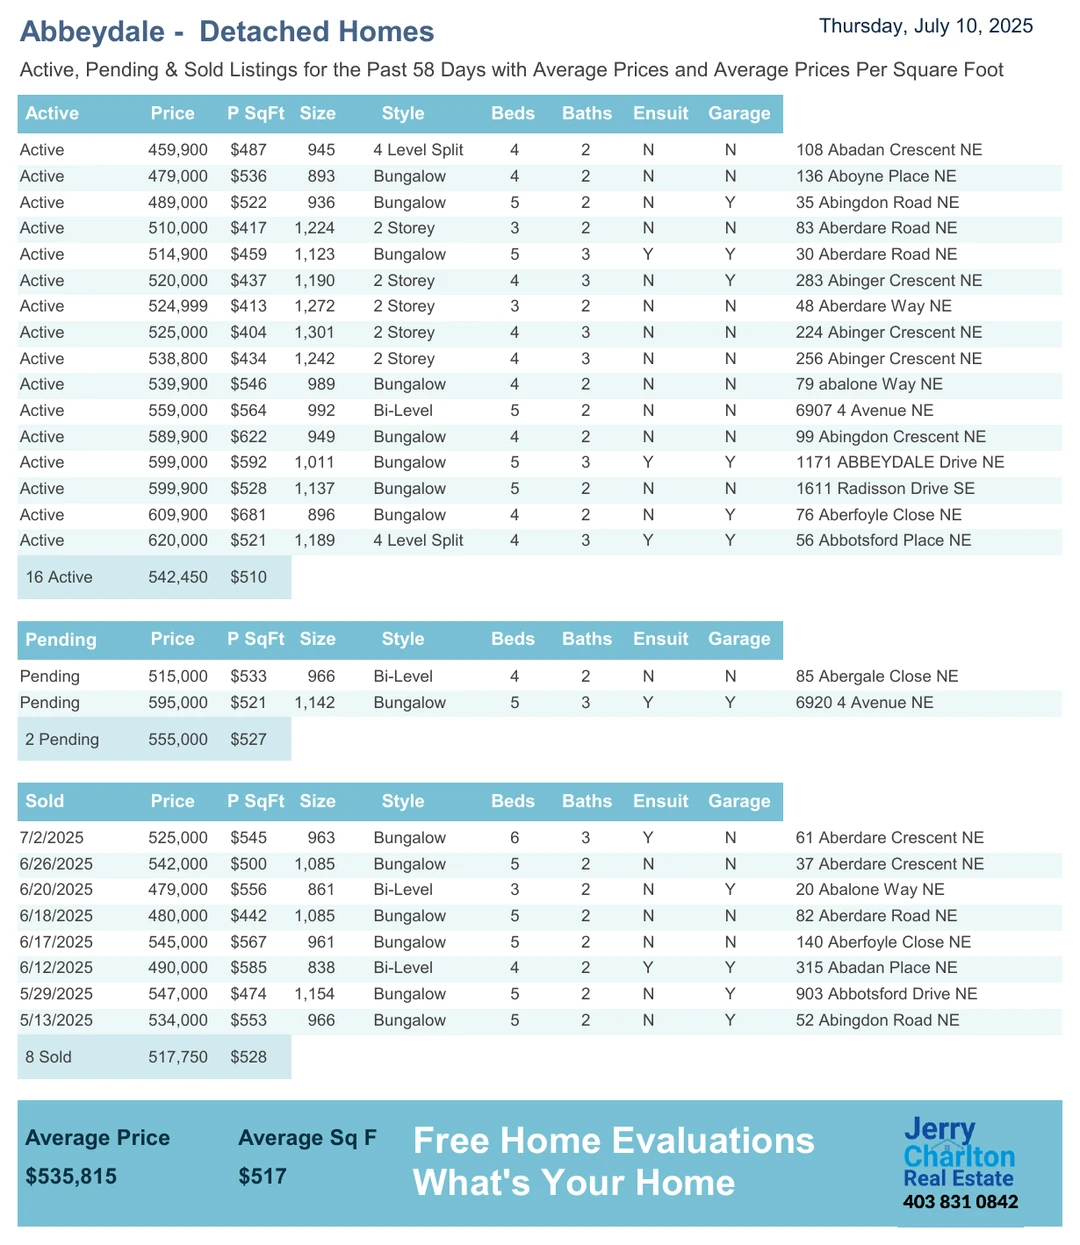 Abbeydale -  Detached Homes
Thursday, July 10, 2025
Active, Pending & Sold Listings for the Past 58 Days with Average Prices and Average Prices Per Square Foot
Active Price P SqFt Size Style Beds Baths Ensuit Garage
Active 459,900 $487 945 4 Level Split 4 2 N N 108 Abadan Crescent NE
Active 479,000 $536 893 Bungalow 4 2 N N 136 Aboyne Place NE
Active 489,000 $522 936 Bungalow 5 2 N Y 35 Abingdon Road NE
Active 510,000 $417 1,224 2 Storey 3 2 N N 83 Aberdare Road NE
Active 514,900 $459 1,123 Bungalow 5 3 Y Y 30 Aberdare Road NE
Active 520,000 $437 1,190 2 Storey 4 3 N Y 283 Abinger Crescent NE
Active 524,999 $413 1,272 2 Storey 3 2 N N 48 Aberdare Way NE
Active 525,000 $404 1,301 2 Storey 4 3 N N 224 Abinger Crescent NE
Active 538,800 $434 1,242 2 Storey 4 3 N N 256 Abinger Crescent NE
Active 539,900 $546 989 Bungalow 4 2 N N 79 abalone Way NE
Active 559,000 $564 992 Bi-Level 5 2 N N 6907 4 Avenue NE
Active 589,900 $622 949 Bungalow 4 2 N N 99 Abingdon Crescent NE
Active 599,000 $592 1,011 Bungalow 5 3 Y Y 1171 ABBEYDALE Drive NE
Active 599,900 $528 1,137 Bungalow 5 2 N N 1611 Radisson Drive SE
Active 609,900 $681 896 Bungalow 4 2 N Y 76 Aberfoyle Close NE
Active 620,000 $521 1,189 4 Level Split 4 3 Y Y 56 Abbotsford Place NE
16 Active 542,450 $510
Pending Price P SqFt Size Style Beds Baths Ensuit Garage
Pending 515,000 $533 966 Bi-Level 4 2 N N 85 Abergale Close NE
Pending 595,000 $521 1,142 Bungalow 5 3 Y Y 6920 4 Avenue NE
2 Pending 555,000 $527
Sold Price P SqFt Size Style Beds Baths Ensuit Garage
7/2/2025 525,000 $545 963 Bungalow 6 3 Y N 61 Aberdare Crescent NE
6/26/2025 542,000 $500 1,085 Bungalow 5 2 N N 37 Aberdare Crescent NE
6/20/2025 479,000 $556 861 Bi-Level 3 2 N Y 20 Abalone Way NE
6/18/2025 480,000 $442 1,085 Bungalow 5 2 N N 82 Aberdare Road NE
6/17/2025 545,000 $567 961 Bungalow 5 2 N N 140 Aberfoyle Close NE
6/12/2025 490,000 $585 838 Bi-Level 4 2 Y Y 315 Abadan Place NE
5/29/2025 547,000 $474 1,154 Bungalow 5 2 N Y 903 Abbotsford Drive NE
5/13/2025 534,000 $553 966 Bungalow 5 2 N Y 52 Abingdon Road NE
8 Sold 517,750 $528
Average Price Average Sq F
$535,815 $517
Free Home Evaluations
What's Your Home
Jerry
Charlton
Real Estate
403 831 0842